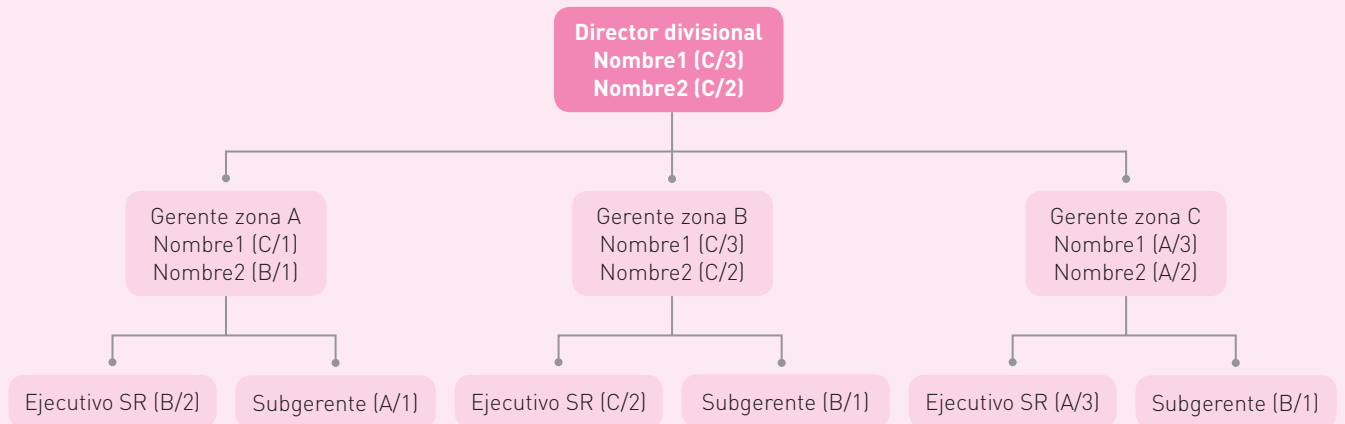 Director divisional
Nombre1 (C/3)
Nombre2 (C/2)
Gerente zona A
Nombre1 (C/1)
Nombre2 (B/1)
Gerente zona B
Nombre1 (C/3)
Nombre2 (C/2)
Gerente zona C
Nombre1 (A/3)
Nombre2 (A/2)
Ejecutivo SR (B/2)
Subgerente (A/1)
Ejecutivo SR (C/2)
Subgerente (B/1)
Ejecutivo SR (A/3)
Subgerente (B/1)